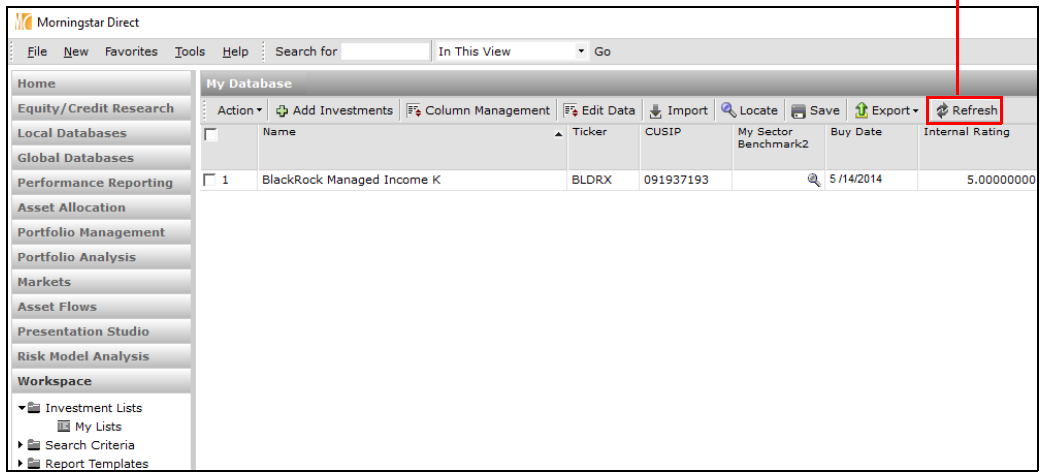 Morningstar Direct
File New Favorites Tools Help Search for In This View Go
Home
Equity/Credit Research
Local Databases
Global Databases
Performance Reporting
Asset Allocation
Portfolio Management
Portfolio Analysis
Markets
Asset Flows
Presentation Studio
Risk Model Analysis
Workspace
Investment Lists
My Lists
Search Criteria
Report Templates
My Database
Action Add Investments Column Management Edit Data Import Locate Save Export Refresh
Name Ticker CUSIP My Sector Buy Date Internal Rating
Benchmark2
1 BlackRock Managed Income K BLDRX 091937193 5 /14/2014 5.00000000